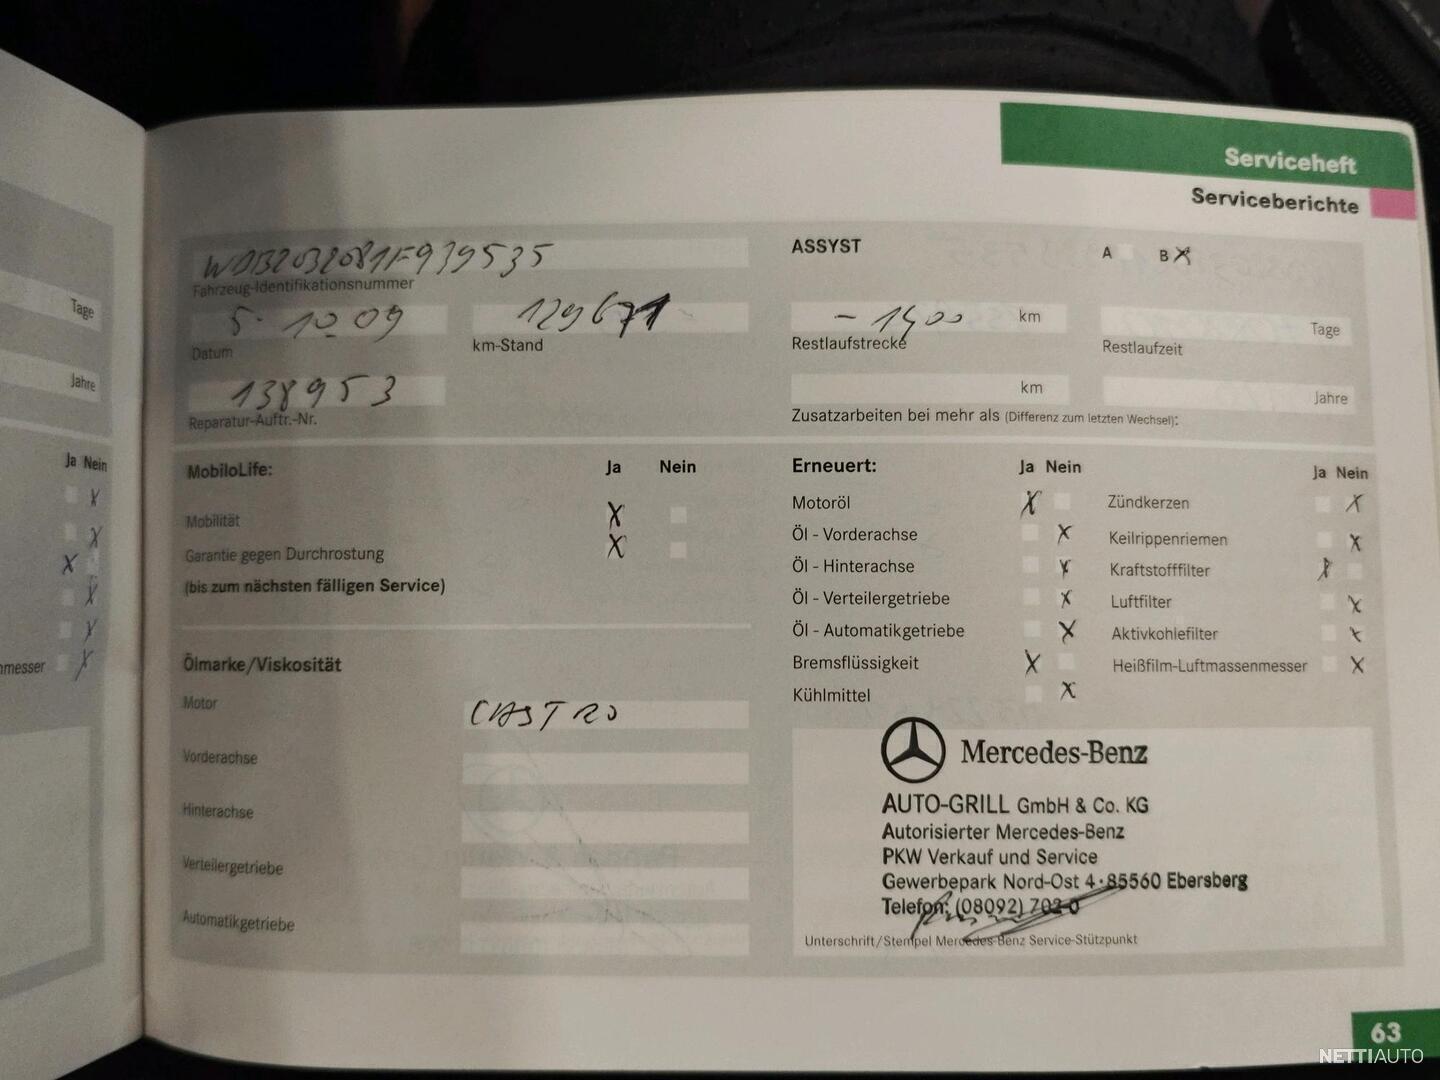 Serviceheft
Serviceberichte
WDB2032081F939535
Fahrzeug-Identifikationsnummer
5. 10 09
Datum
129671
km-Stand
138953
Reparatur-Auftr.-Nr.
ASSYST
A
B X
- 1400 km
Restlaufstrecke
Tage
Restlaufzeit
km
Jahre
Zusatzarbeiten bei mehr als (Differenz zum letzten Wechsel):
Tage
Jahre
Ja Nein
X
X
X
X
X
X
nmesser
MobiloLife:
Ja Nein
Mobilität X
Garantie gegen Durchrostung X
(bis zum nächsten fälligen Service)
Ölmarke/Viskosität
Motor CASTRO
Vorderachse
Hinterachse
Verteilergetriebe
Automatikgetriebe
Erneuert: Ja Nein
Motoröl X
Öl - Vorderachse X
Öl - Hinterachse X
Öl - Verteilergetriebe X
Öl - Automatikgetriebe X
Bremsflüssigkeit X
Kühlmittel X
Ja Nein
Zündkerzen X
Keilrippenriemen X
Kraftstofffilter X
Luftfilter X
Aktivkohlefilter X
Heißfilm-Luftmassenmesser X
Mercedes-Benz
AUTO-GRILL GmbH & Co. KG
Autorisierter Mercedes-Benz
PKW Verkauf und Service
Gewerbepark Nord-Ost 4 · 85560 Ebersberg
Telefon: (08092) 702-0
Unterschrift/Stempel Mercedes-Benz Service-Stützpunkt
63
NETTIAUTO